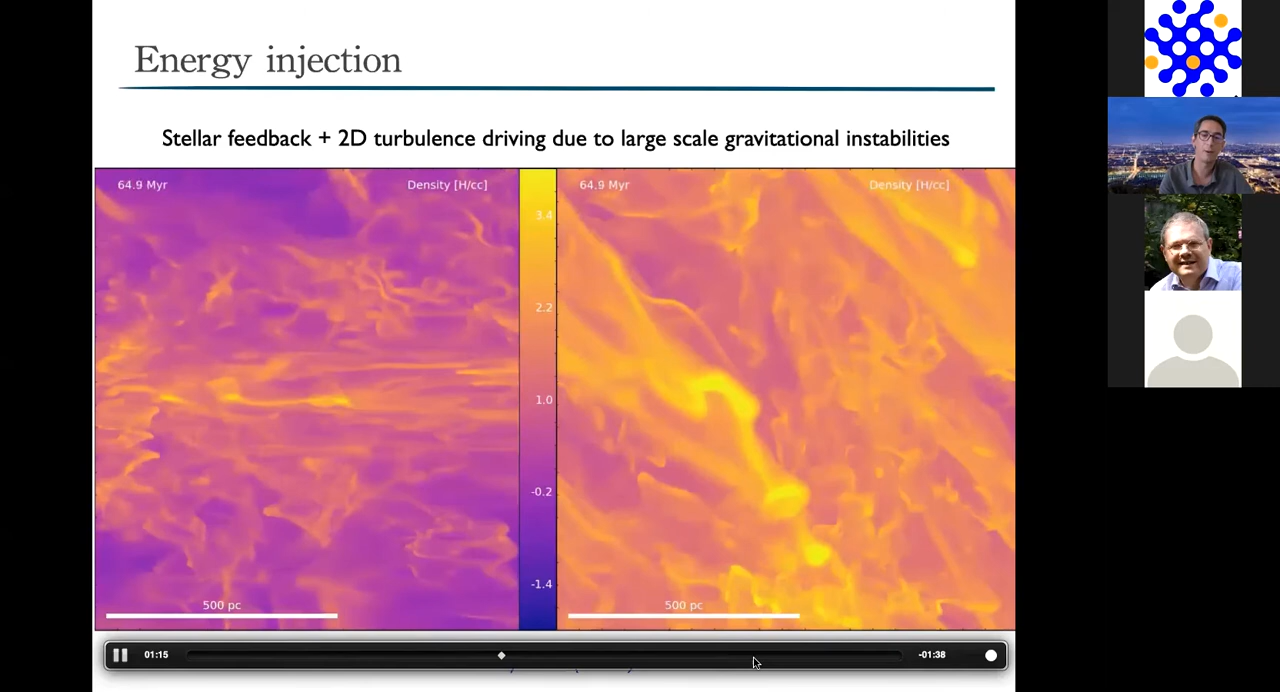 Energy injection
Stellar feedback + 2D turbulence driving due to large scale gravitational instabilities
64.9 Myr
Density [H/cc]
500 pc
3.4
2.2
1.0
-0.2
-1.4
64.9 Myr
Density [H/cc]
500 pc
01:15
-01:38